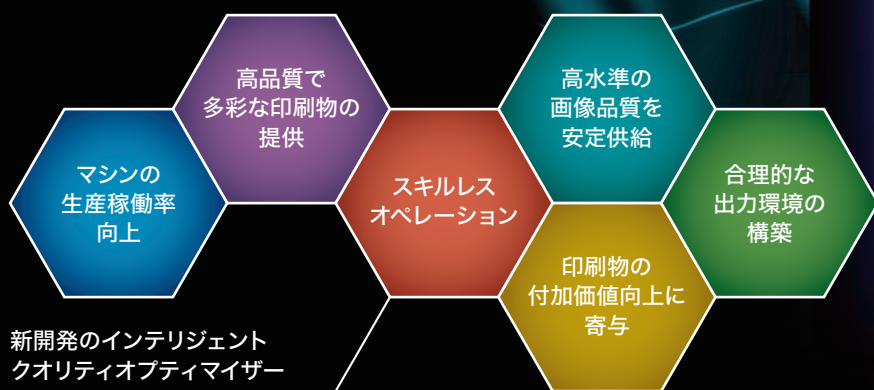 マシンの
生産稼働率
向上
高品質で
多彩な印刷物の
提供
スキルレス
オペレーション
高水準の
画像品質を
安定供給
印刷物の
付加価値向上に
寄与
合理的な
出力環境の
構築
新開発のインテリジェント
クオリティオプティマイザー